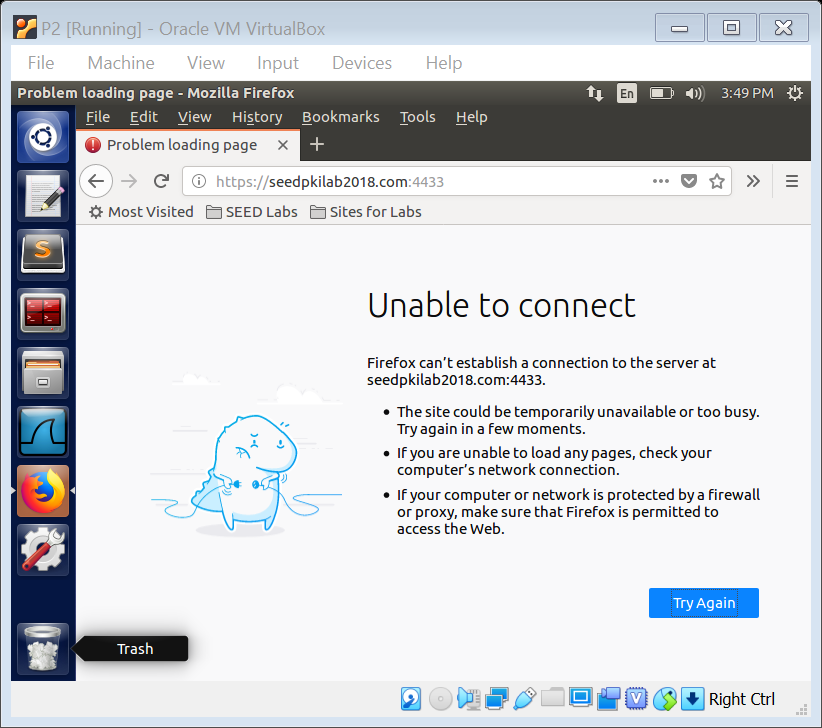 P2 [Running] - Oracle VM VirtualBox
File Machine View Input Devices Help
Problem loading page - Mozilla Firefox En 3:49 PM
File Edit View History Bookmarks Tools Help
Problem loading page
https://seedpkilab2018.com:4433
Most Visited SEED Labs Sites for Labs
Unable to connect
Firefox can’t establish a connection to the server at
seedpkilab2018.com:4433.
The site could be temporarily unavailable or too busy.
Try again in a few moments.
If you are unable to load any pages, check your
computer’s network connection.
If your computer or network is protected by a firewall
or proxy, make sure that Firefox is permitted to
access the Web.
Try Again
Trash
Right Ctrl